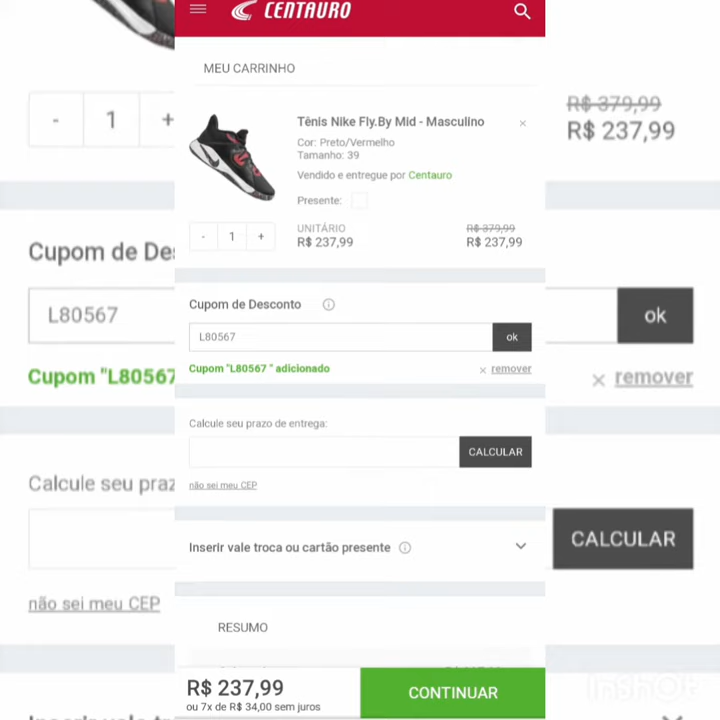 CENTAURO
MEU CARRINHO
Tênis Nike Fly.By Mid - Masculino ×
Cor: Preto/Vermelho
Tamanho: 39
Vendido e entregue por Centauro
Presente:
UNITÁRIO R$ 379,99
- 1 + R$ 237,99 R$ 237,99
Cupom de Desconto
L80567 ok
Cupom "L80567 " adicionado × remover
Calcule seu prazo de entrega:
CALCULAR
não sei meu CEP
Inserir vale troca ou cartão presente
RESUMO
R$ 237,99
ou 7x de R$ 34,00 sem juros
CONTINUAR
- 1 +
R$ 379,99
R$ 237,99
Cupom de De
L80567 ok
Cupom "L80567 × remover
Calcule seu praz
CALCULAR
não sei meu CEP
InShot